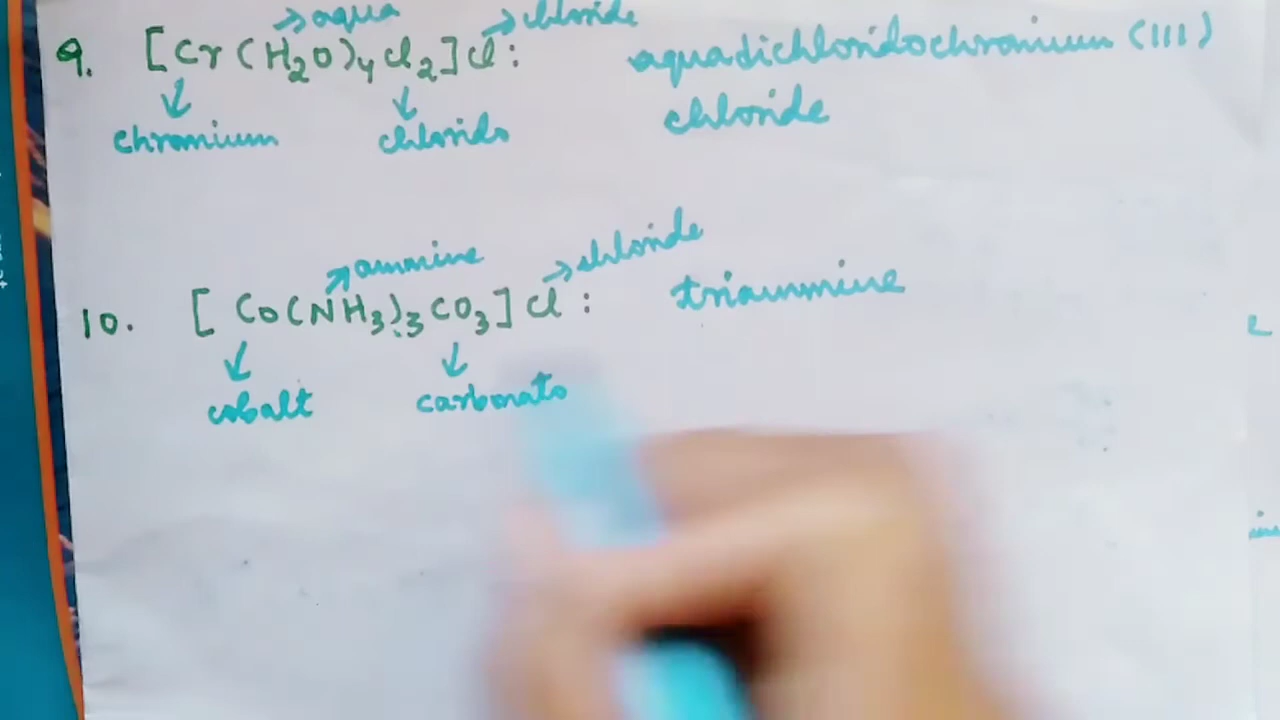 → aqua → chloride
9. [Cr(H₂O)₄Cl₂]Cl: aquadichloridochromium (III)
chloride
↓ ↓
chromium chlorido
↗ ammine → chloride
10. [Co(NH₃)₃CO₃]Cl: triammine
↓ ↓
cobalt carbonato